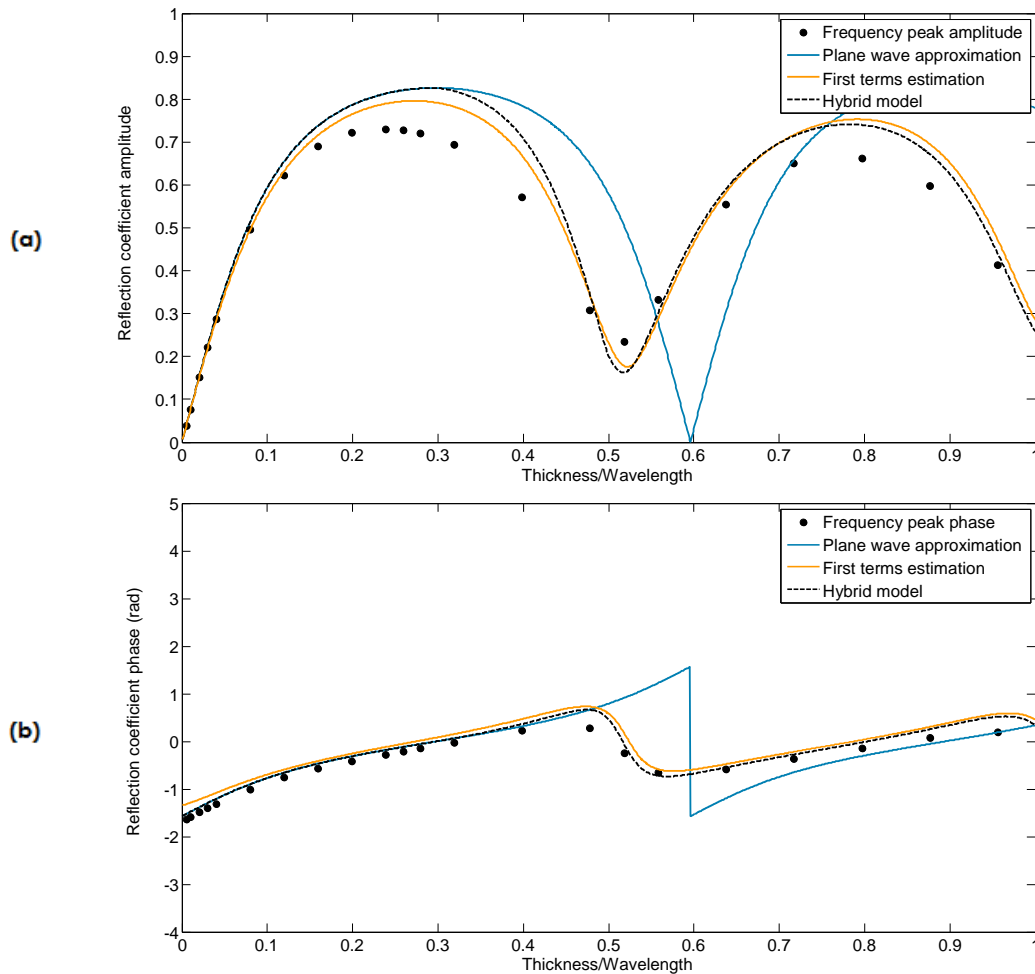 (a)
Reflection coefficient amplitude
1
0.9
0.8
0.7
0.6
0.5
0.4
0.3
0.2
0.1
0
Frequency peak amplitude
Plane wave approximation
First terms estimation
Hybrid model
0 0.1 0.2 0.3 0.4 0.5 0.6 0.7 0.8 0.9 1
Thickness/Wavelength
(b)
Reflection coefficient phase (rad)
5
4
3
2
1
0
-1
-2
-3
-4
Frequency peak phase
Plane wave approximation
First terms estimation
Hybrid model
0 0.1 0.2 0.3 0.4 0.5 0.6 0.7 0.8 0.9 1
Thickness/Wavelength